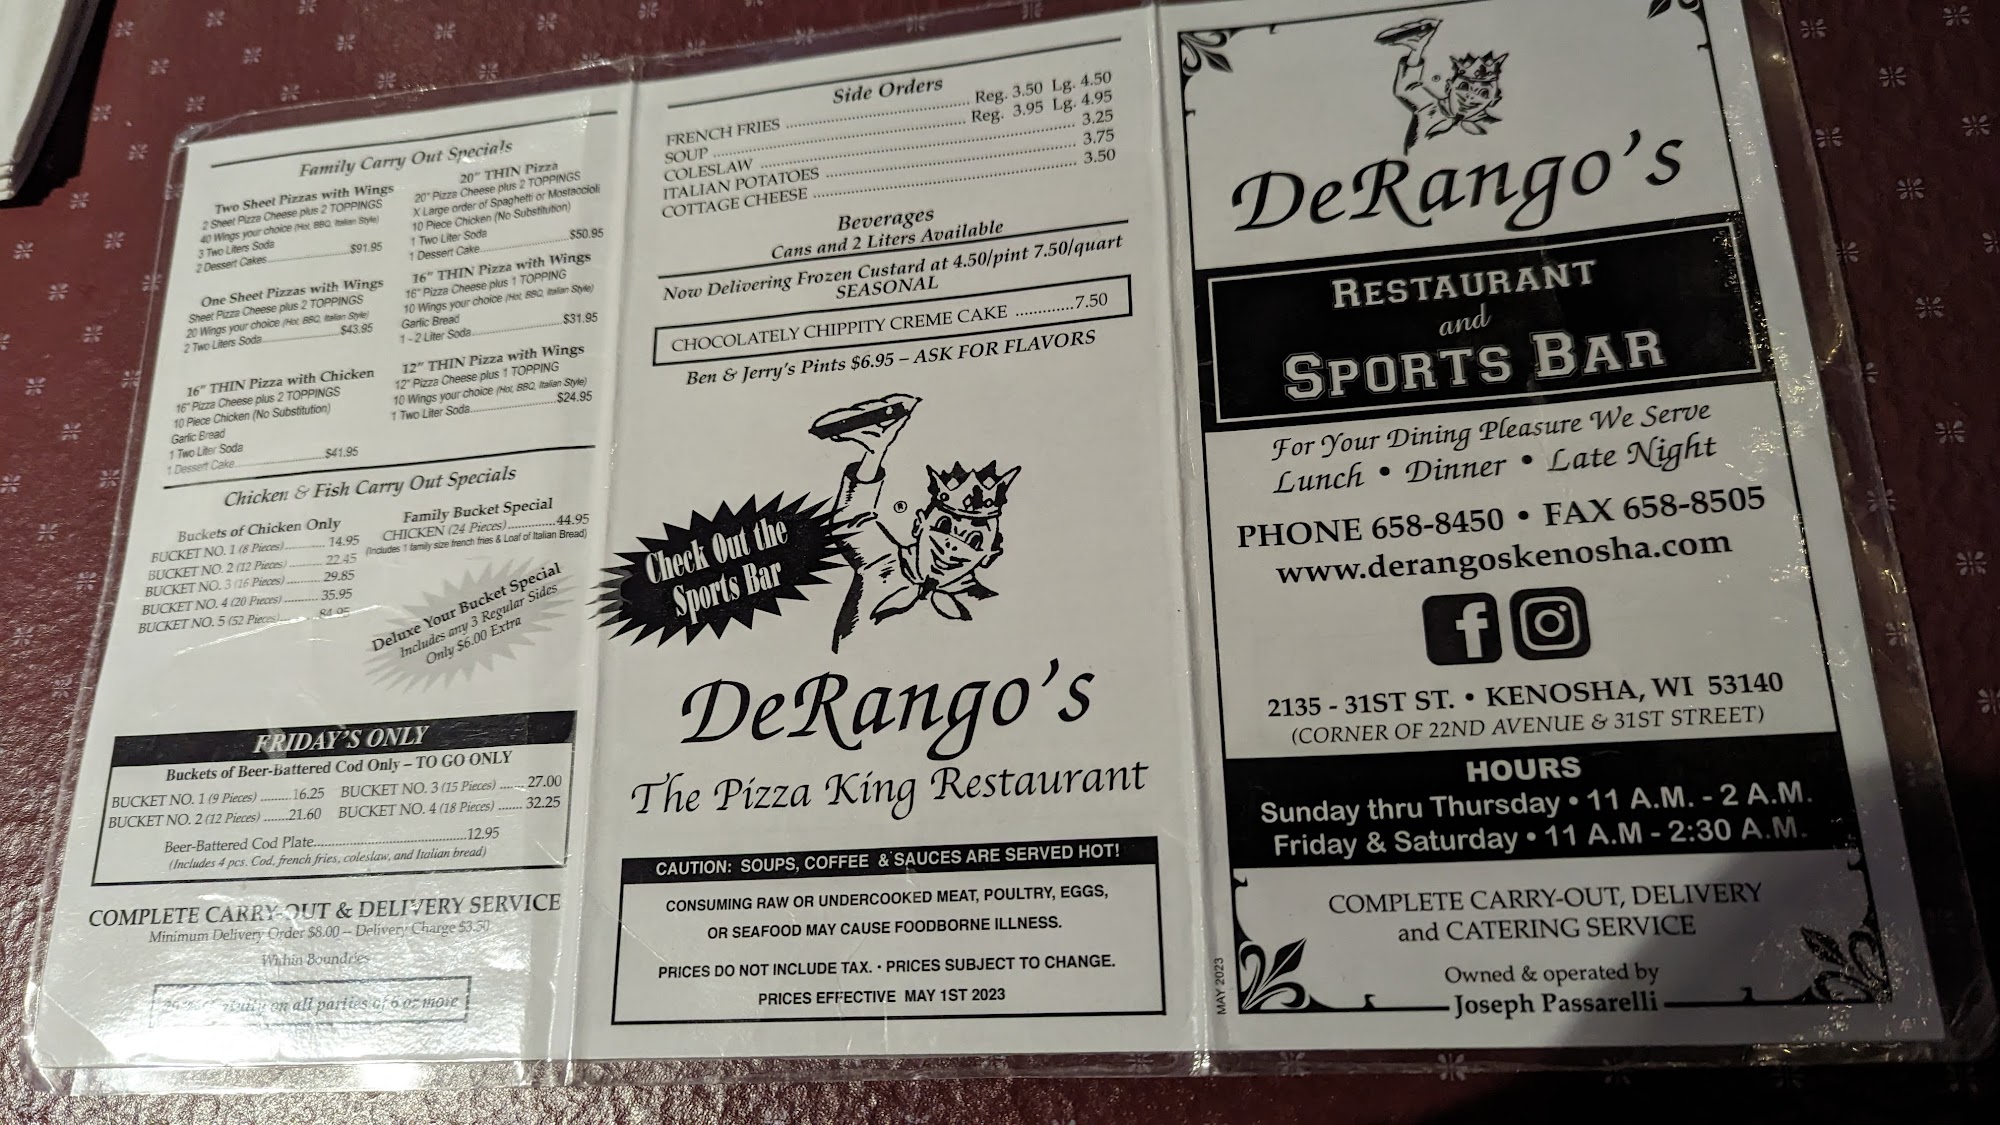 Family Carry Out Specials
Two Sheet Pizzas with Wings
2 Sheet Pizza Cheese plus 2 TOPPINGS
40 Wings your choice (Hot, BBQ, Italian Style)
3 Two Liters Soda
2 Dessert Cakes $91.95
One Sheet Pizzas with Wings
Sheet Pizza Cheese plus 2 TOPPINGS
20 Wings your choice (Hot, BBQ, Italian Style)
2 Two Liters Soda $43.95
16" THIN Pizza with Chicken
16" Pizza Cheese plus 2 TOPPINGS
10 Piece Chicken (No Substitution)
Garlic Bread
1 Two Liter Soda
1 Dessert Cake $41.95
20" THIN Pizza
20" Pizza Cheese plus 2 TOPPINGS
X Large order of Spaghetti or Mostaccioli
10 Piece Chicken (No Substitution)
1 Two Liter Soda
1 Dessert Cake $50.95
16" THIN Pizza with Wings
16" Pizza Cheese plus 1 TOPPING
10 Wings your choice (Hot, BBQ, Italian Style)
Garlic Bread
1 - 2 Liter Soda $31.95
12" THIN Pizza with Wings
12" Pizza Cheese plus 1 TOPPING
10 Wings your choice (Hot, BBQ, Italian Style)
1 Two Liter Soda $24.95
Chicken & Fish Carry Out Specials
Buckets of Chicken Only
BUCKET NO. 1 (8 Pieces) 14.95
BUCKET NO. 2 (12 Pieces) 22.45
BUCKET NO. 3 (16 Pieces) 29.85
BUCKET NO. 4 (20 Pieces) 35.95
BUCKET NO. 5 (52 Pieces) 84.95
Family Bucket Special
CHICKEN (24 Pieces) 44.95
(Includes 1 family size french fries & Loaf of Italian Bread)
Deluxe Your Bucket Special
Includes any 3 Regular Sides
Only $6.00 Extra
FRIDAY'S ONLY
Buckets of Beer-Battered Cod Only – TO GO ONLY
BUCKET NO. 1 (9 Pieces) 16.25 BUCKET NO. 3 (15 Pieces) 27.00
BUCKET NO. 2 (12 Pieces) 21.60 BUCKET NO. 4 (18 Pieces) 32.25
Beer-Battered Cod Plate 12.95
(Includes 4 pcs. Cod, french fries, coleslaw, and Italian bread)
COMPLETE CARRY-OUT & DELIVERY SERVICE
Minimum Delivery Order $8.00 – Delivery Charge $3.50
Within Boundries
on all parties of 6 or more
Side Orders
FRENCH FRIES Reg. 3.50 Lg. 4.50
SOUP Reg. 3.95 Lg. 4.95
COLESLAW 3.25
ITALIAN POTATOES 3.75
COTTAGE CHEESE 3.50
Beverages
Cans and 2 Liters Available
Now Delivering Frozen Custard at 4.50/pint 7.50/quart
SEASONAL
CHOCOLATELY CHIPPITY CREME CAKE 7.50
Ben & Jerry's Pints $6.95 – ASK FOR FLAVORS
®
Check Out the
Sports Bar
DeRango's
The Pizza King Restaurant
CAUTION: SOUPS, COFFEE & SAUCES ARE SERVED HOT!
CONSUMING RAW OR UNDERCOOKED MEAT, POULTRY, EGGS,
OR SEAFOOD MAY CAUSE FOODBORNE ILLNESS.
PRICES DO NOT INCLUDE TAX. • PRICES SUBJECT TO CHANGE.
PRICES EFFECTIVE MAY 1ST 2023
®
DeRango's
RESTAURANT
and
SPORTS BAR
For Your Dining Pleasure We Serve
Lunch • Dinner • Late Night
PHONE 658-8450 • FAX 658-8505
www.derangoskenosha.com
2135 - 31ST ST. • KENOSHA, WI 53140
(CORNER OF 22ND AVENUE & 31ST STREET)
HOURS
Sunday thru Thursday • 11 A.M. - 2 A.M.
Friday & Saturday • 11 A.M - 2:30 A.M.
COMPLETE CARRY-OUT, DELIVERY
and CATERING SERVICE
Owned & operated by
Joseph Passarelli
MAY 2023